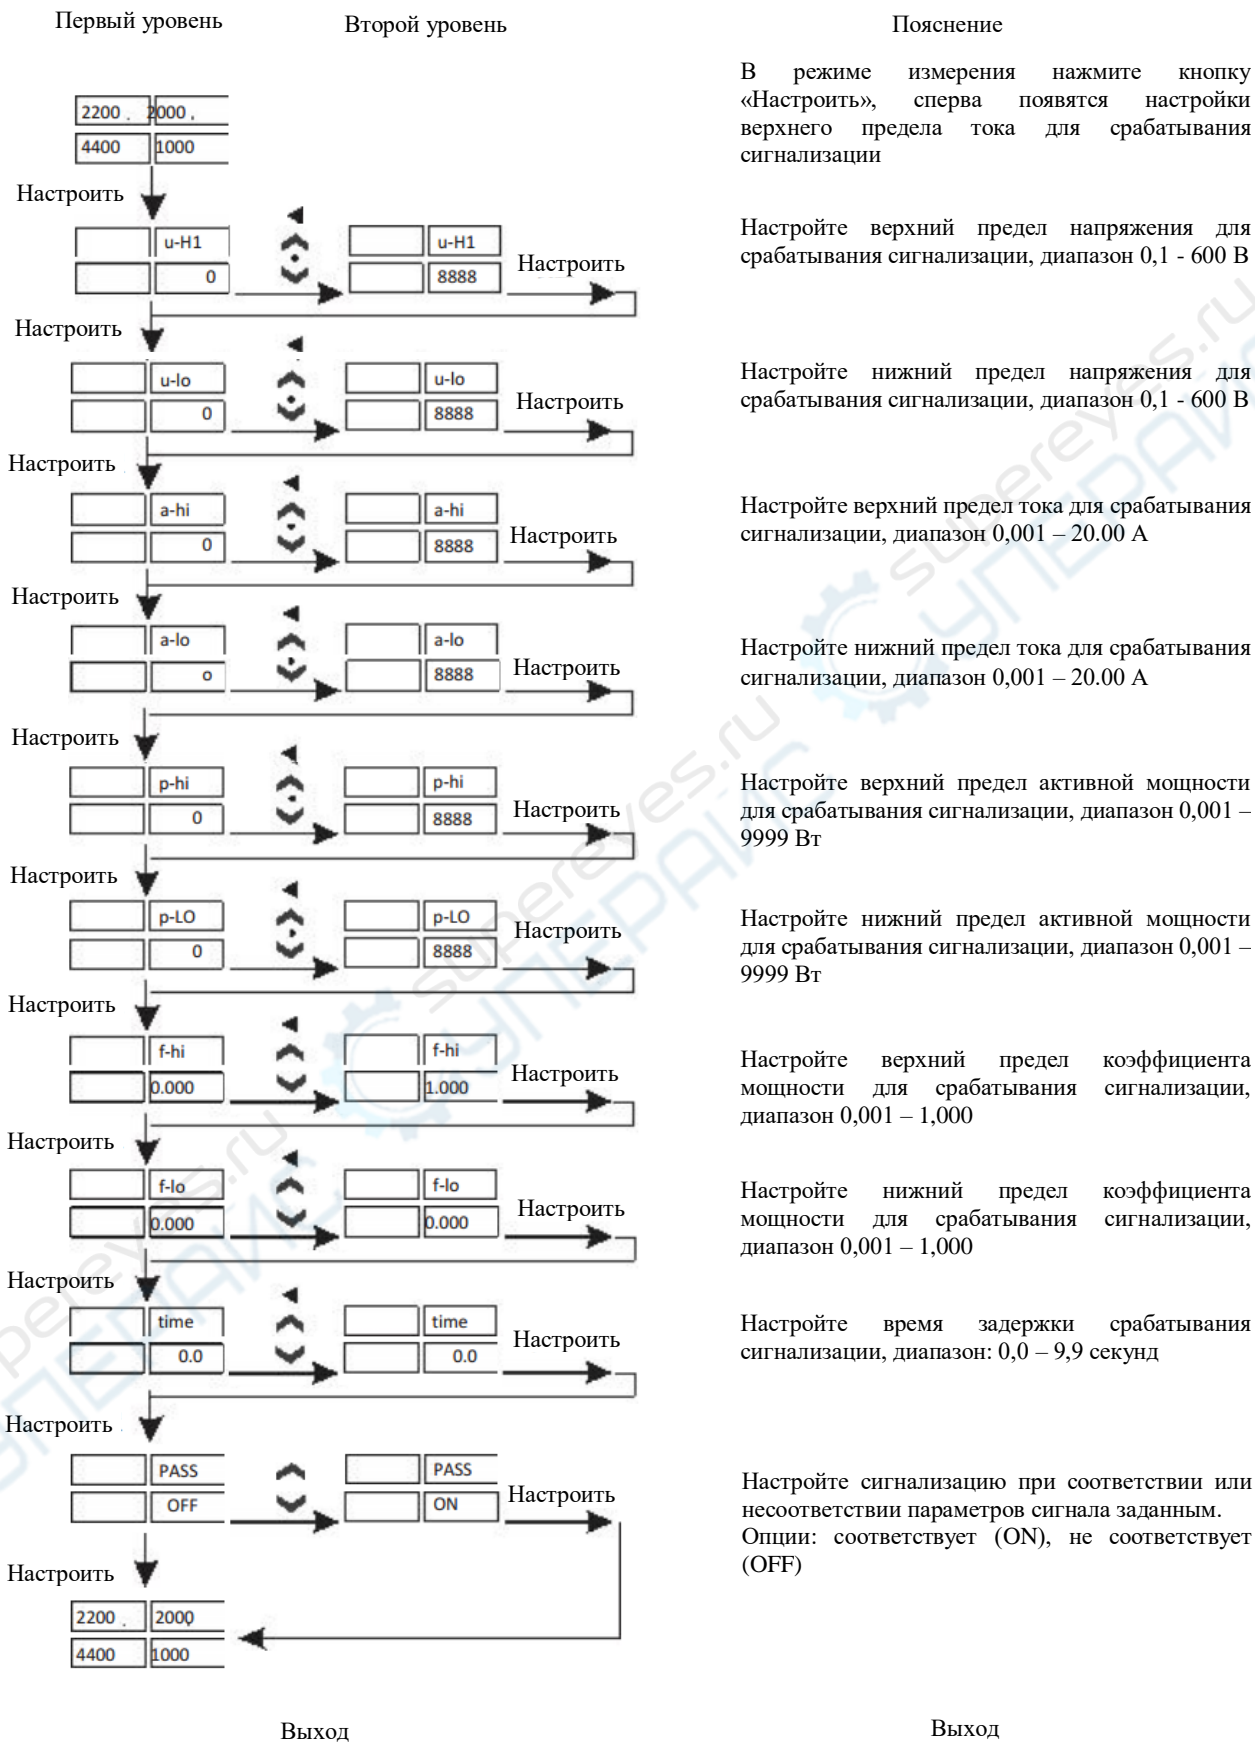 Первый уровень
Второй уровень
Пояснение
В режиме измерения нажмите кнопку
«Настроить», сперва появятся настройки
верхнего предела тока для срабатывания
сигнализации
2200 . 2000 .
4400 1000
Настроить
u-H1
0
u-H1
8888
Настроить
Настройте верхний предел напряжения для
срабатывания сигнализации, диапазон 0,1 - 600 В
Настроить
u-lo
0
u-lo
8888
Настроить
Настройте нижний предел напряжения для
срабатывания сигнализации, диапазон 0,1 - 600 В
Настроить
a-hi
0
a-hi
8888
Настроить
Настройте верхний предел тока для срабатывания
сигнализации, диапазон 0,001 – 20.00 А
Настроить
a-lo
o
a-lo
8888
Настроить
Настройте нижний предел тока для срабатывания
сигнализации, диапазон 0,001 – 20.00 А
Настроить
p-hi
0
p-hi
8888
Настроить
Настройте верхний предел активной мощности
для срабатывания сигнализации, диапазон 0,001 –
9999 Вт
Настроить
p-LO
0
p-LO
8888
Настроить
Настройте нижний предел активной мощности
для срабатывания сигнализации, диапазон 0,001 –
9999 Вт
Настроить
f-hi
0.000
f-hi
1.000
Настроить
Настройте верхний предел коэффициента
мощности для срабатывания сигнализации,
диапазон 0,001 – 1,000
Настроить
f-lo
0.000
f-lo
0.000
Настроить
Настройте нижний предел коэффициента
мощности для срабатывания сигнализации,
диапазон 0,001 – 1,000
Настроить
time
0.0
time
0.0
Настроить
Настройте время задержки срабатывания
сигнализации, диапазон: 0,0 – 9,9 секунд
Настроить
PASS
OFF
PASS
ON
Настроить
Настройте сигнализацию при соответствии или
несоответствии параметров сигнала заданным.
Опции: соответствует (ON), не соответствует
(OFF)
Настроить
2200 . 2000
4400 1000
Выход
Выход
supereyes.ru
СУПЕРАЙС